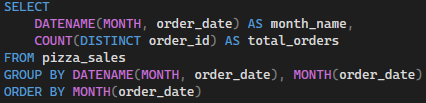 SELECT
    DATENAME(MONTH, order_date) AS month_name,
    COUNT(DISTINCT order_id) AS total_orders
FROM pizza_sales
GROUP BY DATENAME(MONTH, order_date), MONTH(order_date)
ORDER BY MONTH(order_date)